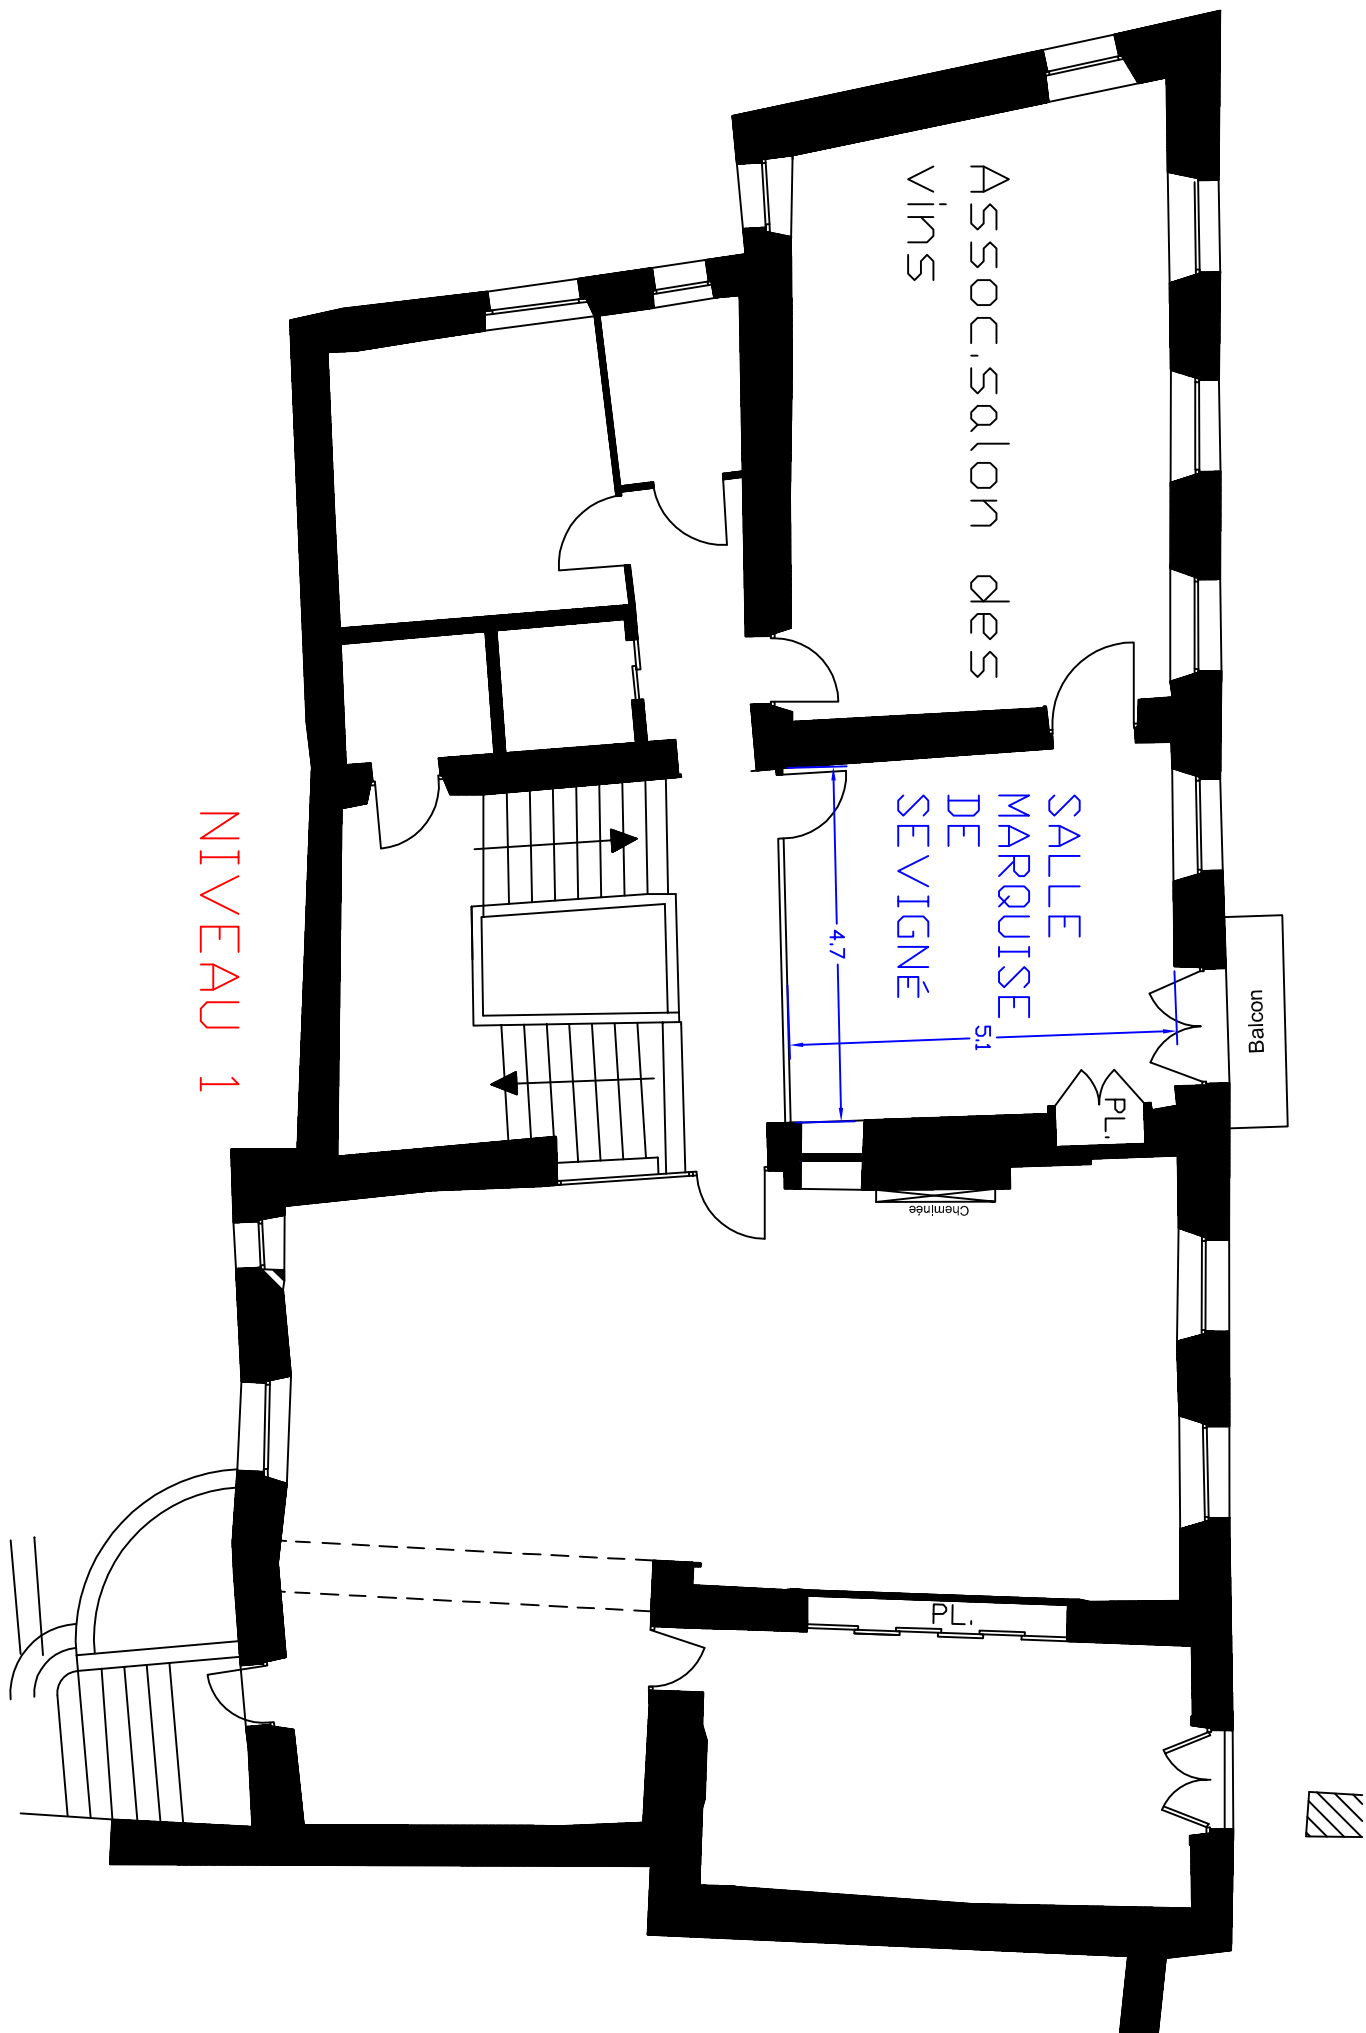 Assoc.salon des
vins
SALLE
MARQUISE
DE
SEVIGNÉ
4.7
5.1
Balcon
PL.
Cheminée
NIVEAU 1
PL.